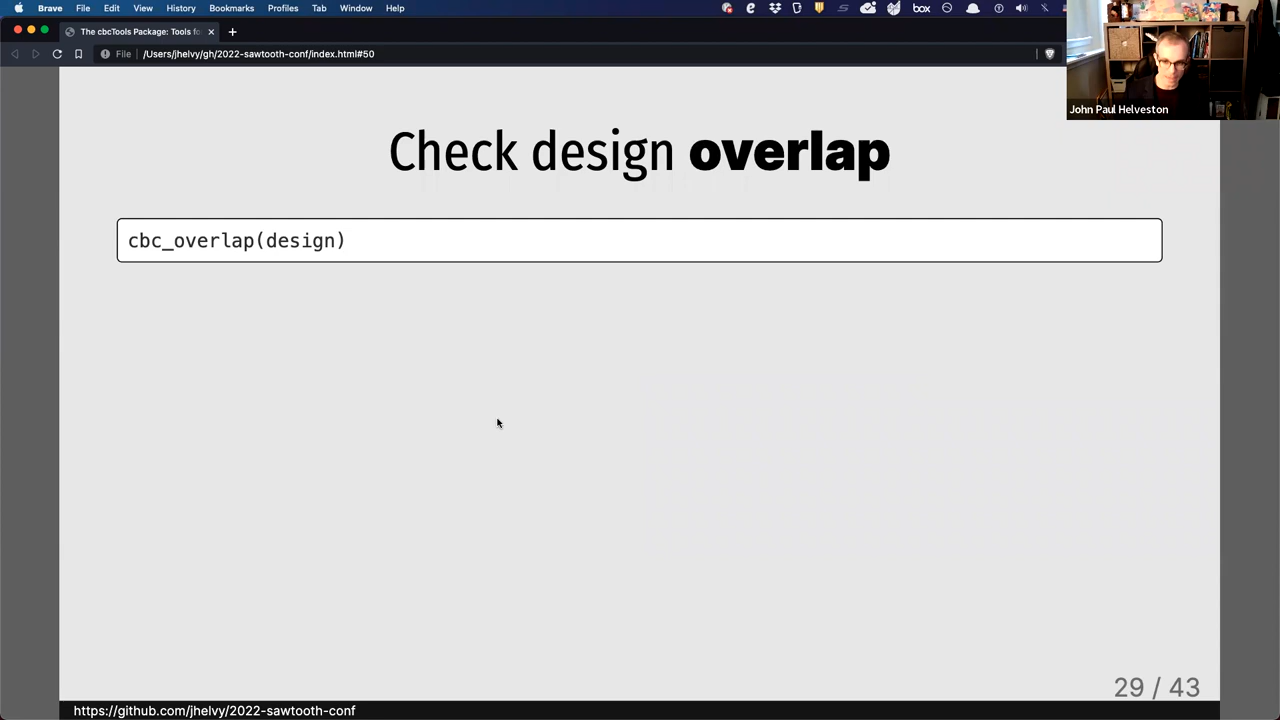 Brave File Edit View History Bookmarks Profiles Tab Window Help
box
The cbcTools Package: Tools fo
File /Users/jhelvy/gh/2022-sawtooth-conf/index.html#50
John Paul Helveston
Check design overlap
cbc_overlap(design)
29 / 43
https://github.com/jhelvy/2022-sawtooth-conf